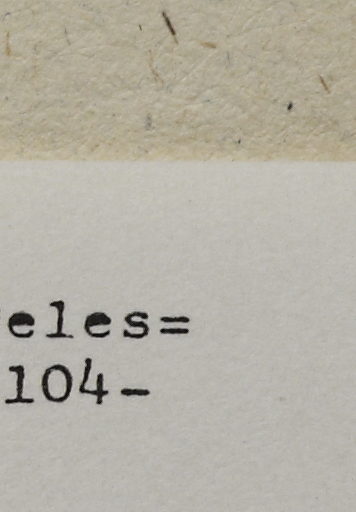 eles=
104-